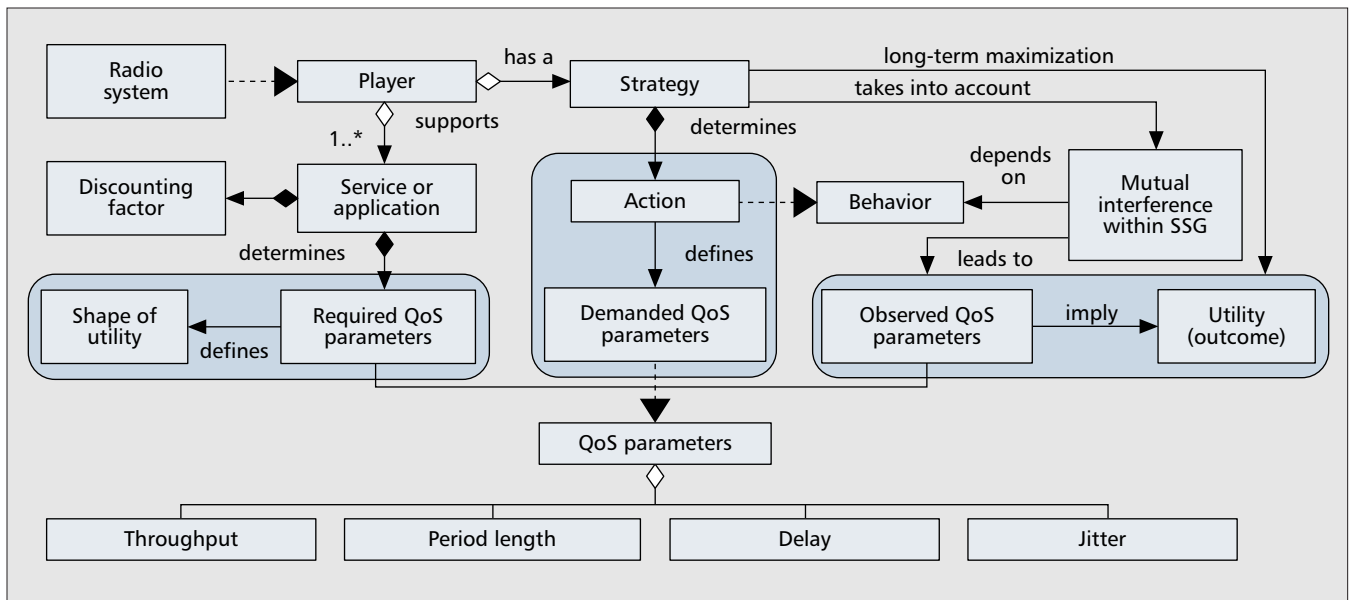 Radio
system
Player
has a
Strategy
long-term maximization
takes into account
1..*
supports
determines
Discounting
factor
Service or
application
Action
Behavior
depends
on
Mutual
interference
within SSG
determines
defines
leads to
Shape of
utility
defines
Required QoS
parameters
Demanded QoS
parameters
Observed QoS
parameters
imply
Utility
(outcome)
QoS parameters
Throughput
Period length
Delay
Jitter